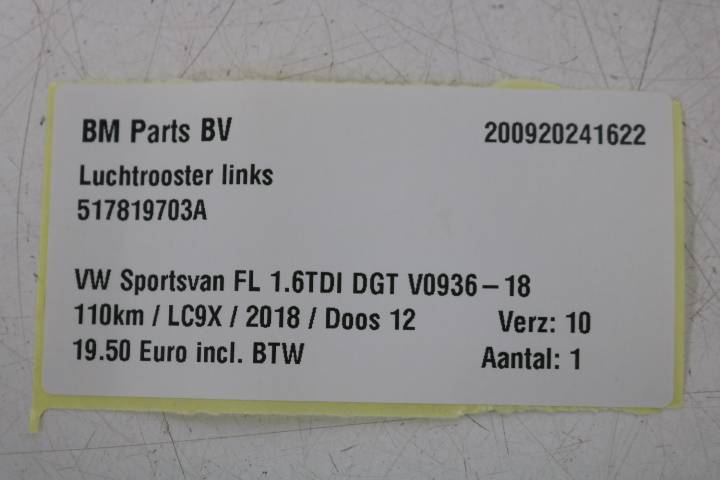 BM Parts BV 200920241622
Luchtrooster links
517819703A
VW Sportsvan FL 1.6TDI DGT V0936-18
110km / LC9X / 2018 / Doos 12 Verz: 10
19.50 Euro incl. BTW Aantal: 1